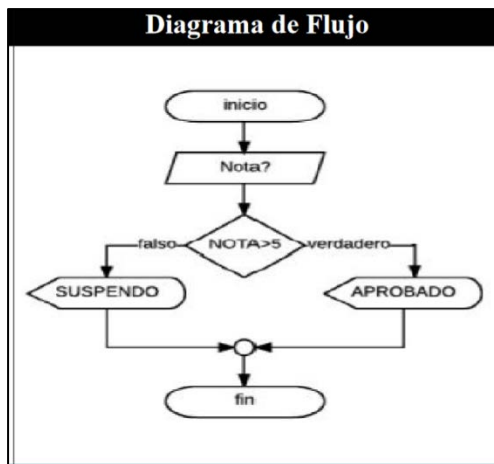 Diagrama de Flujo
inicio
Nota?
falso
NOTA>5
verdadero
SUSPENDO
APROBADO
fin